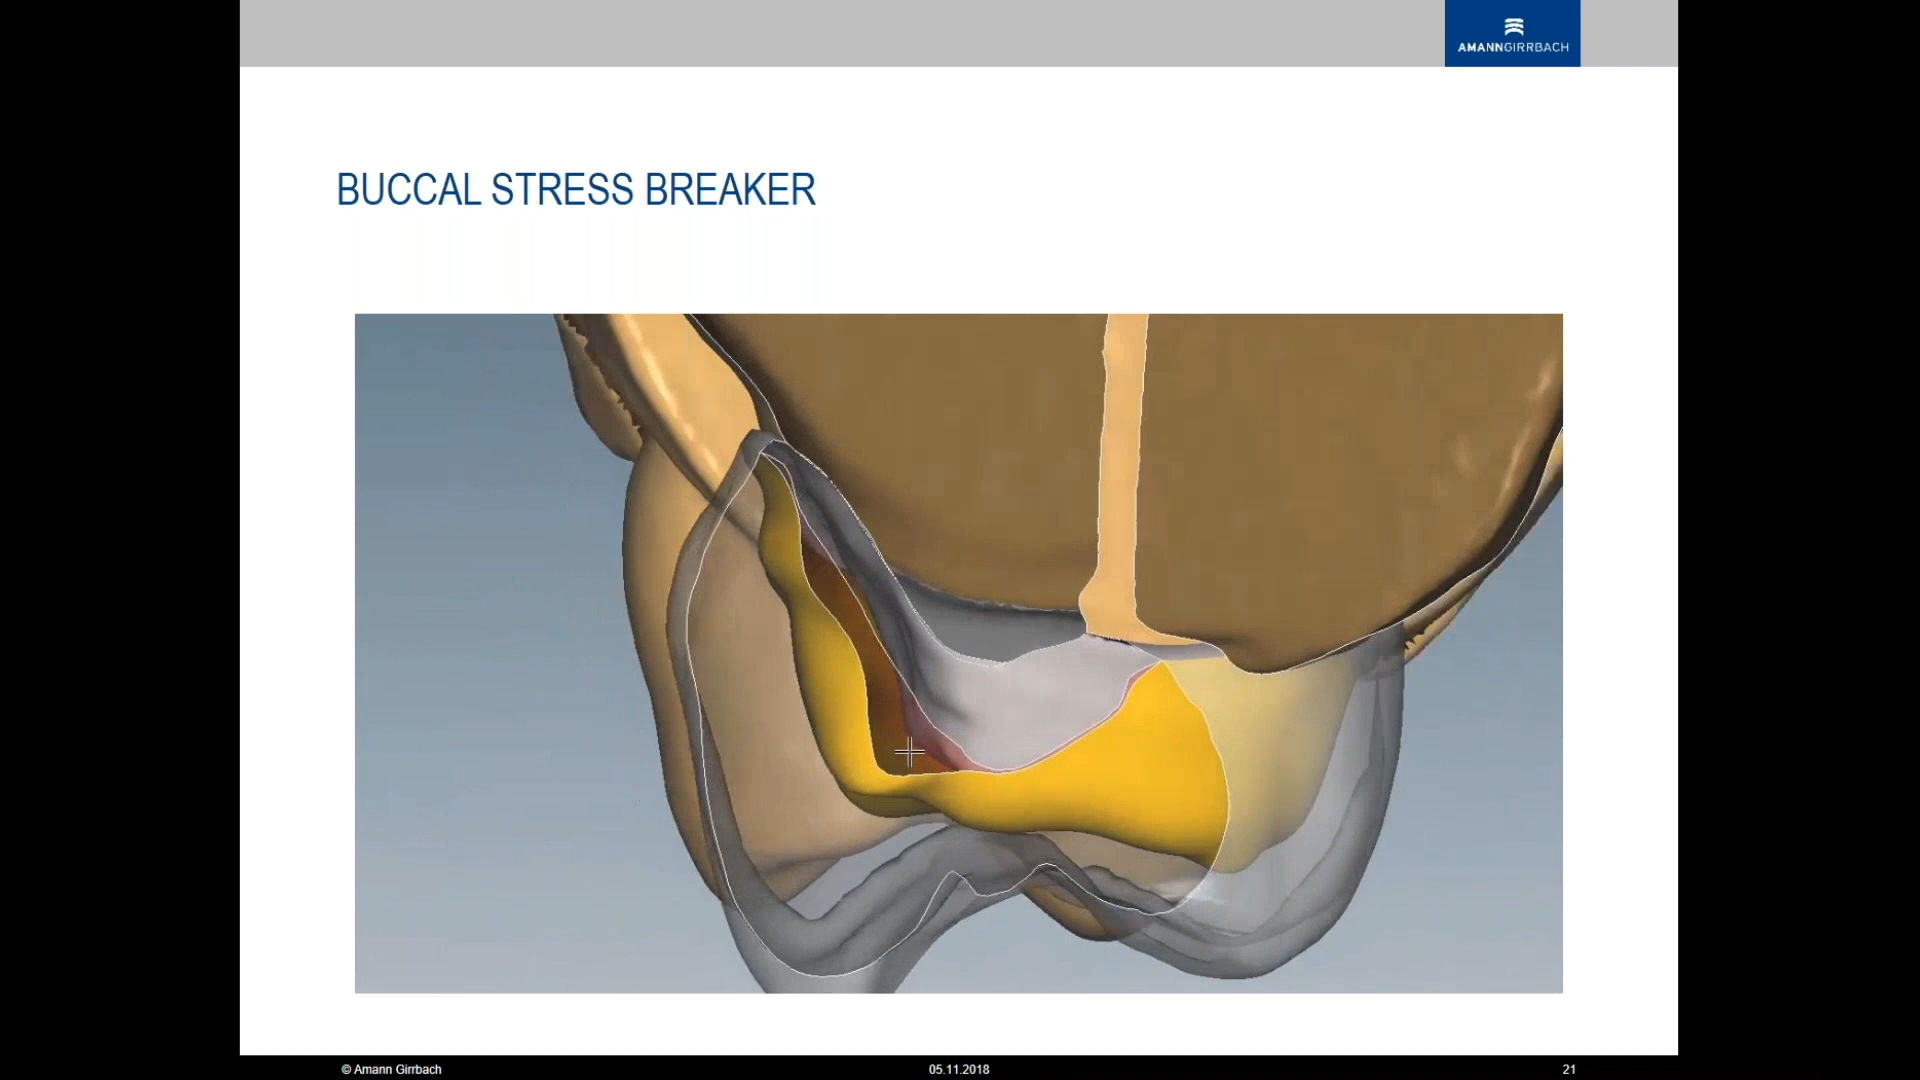 AMANNGIRRBACH
BUCCAL STRESS BREAKER
© Amann Girrbach
05.11.2018
21